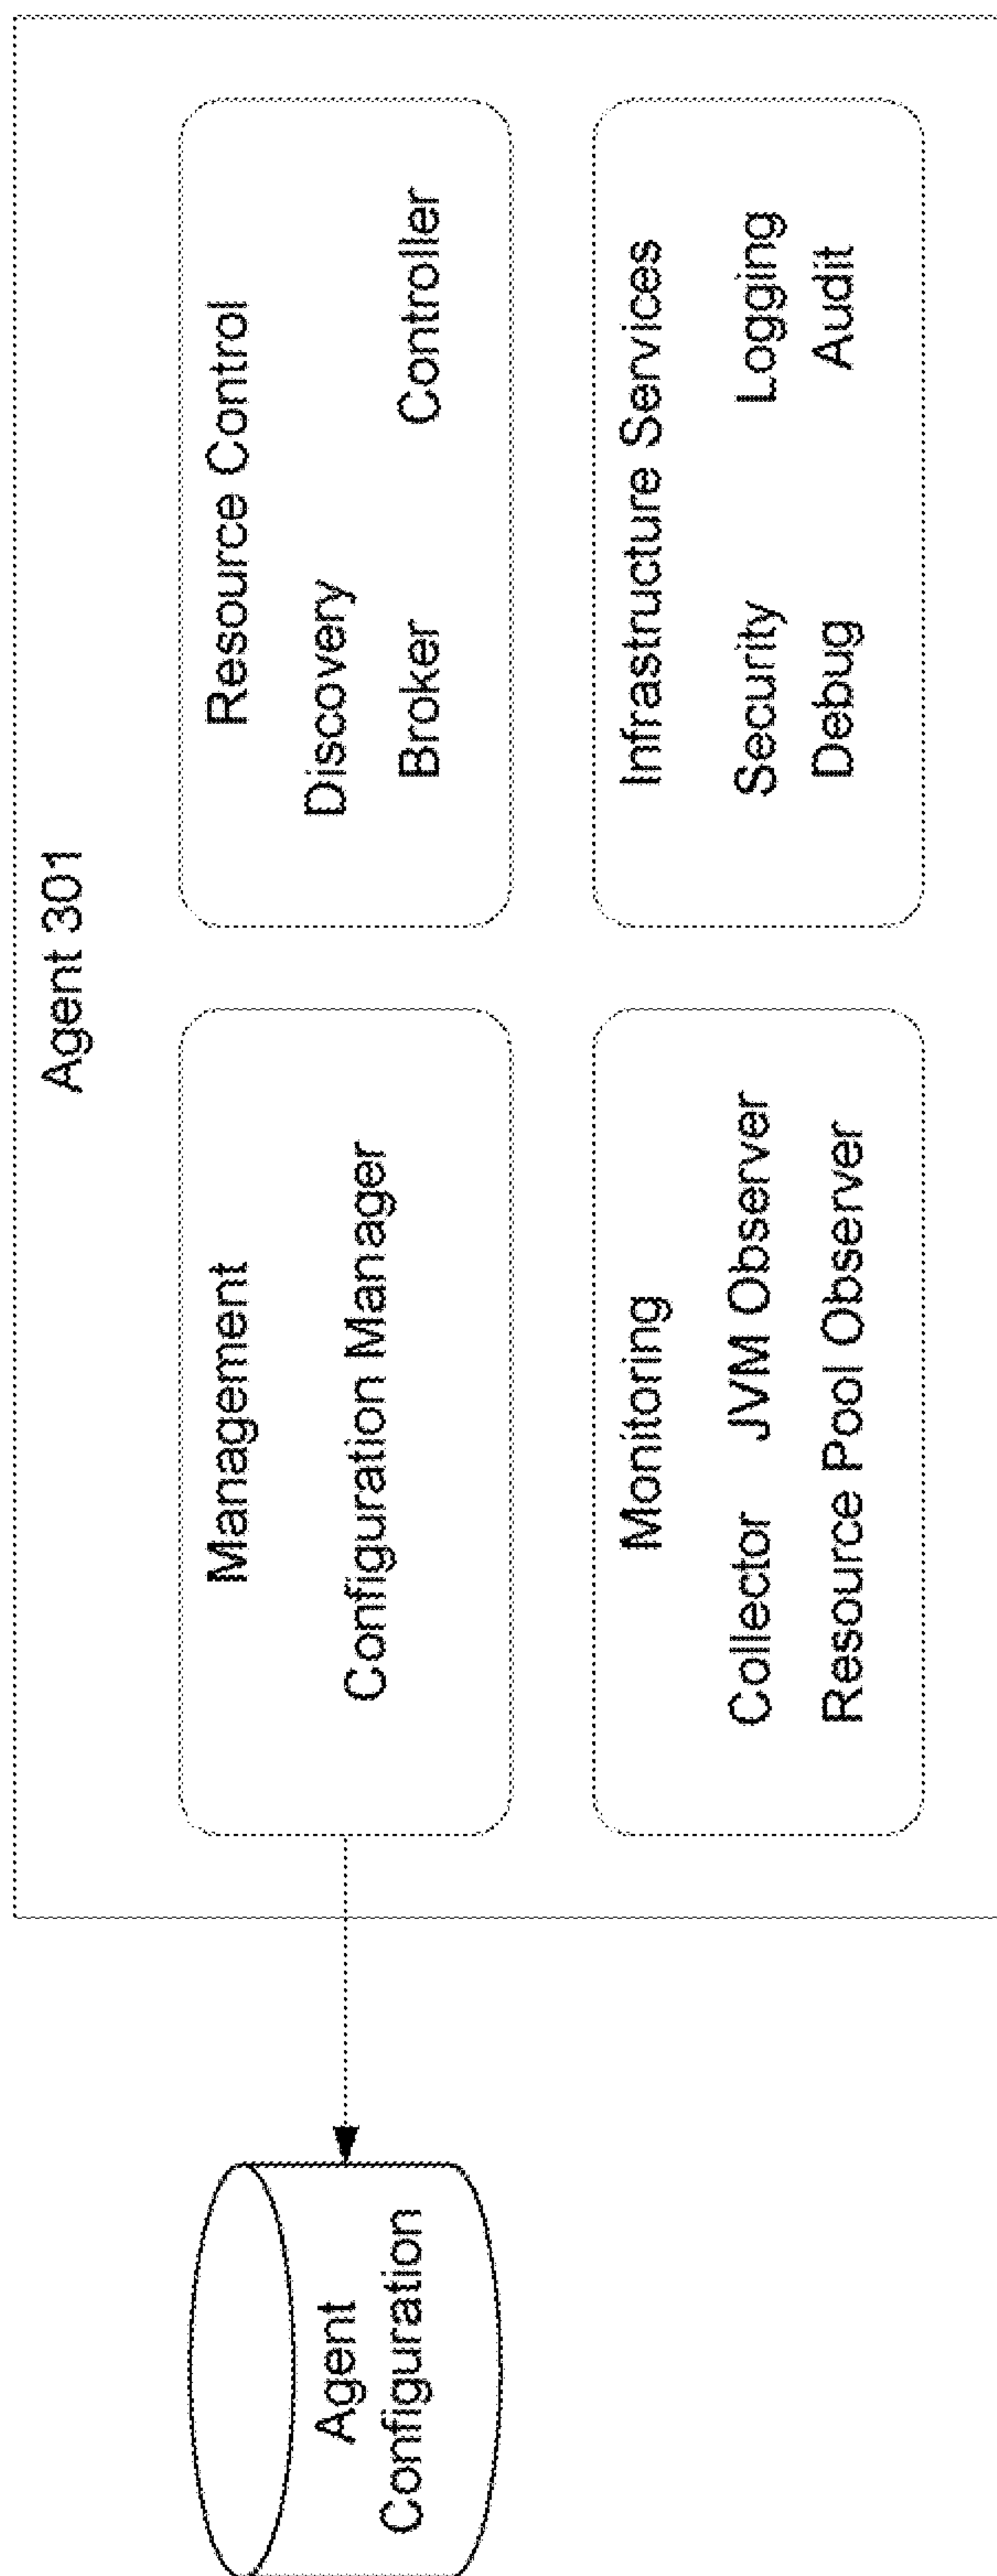 Agent 301
Agent
Configuration
Management
Configuration Manager
Resource Control
Discovery
Broker Controller
Monitoring
Collector JVM Observer
Resource Pool Observer
Infrastructure Services
Security Logging
Debug Audit